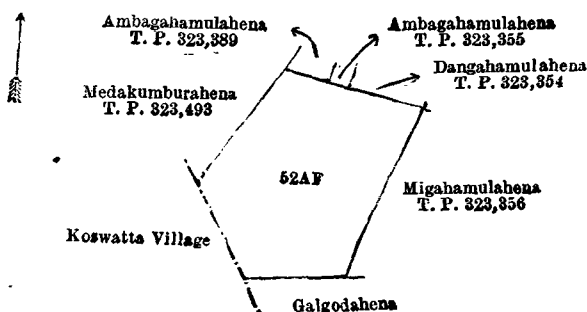 Ambagahamulahena
T. P. 323,389
Ambagahamulahena
T. P. 323,355
Dangahamulahena
T. P. 323,354
Medakumburahena
T. P. 323,493
52AF
Migahamulahena
T. P. 323,356
Koswatta Village
Galgodahena